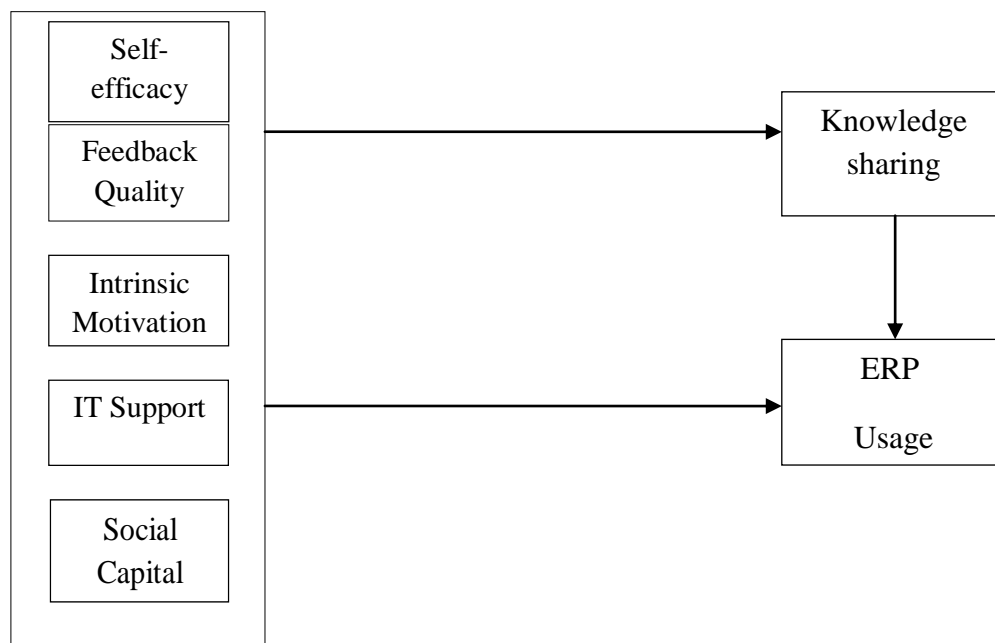 Self-
efficacy
Feedback
Quality
Intrinsic
Motivation
IT Support
Social
Capital
Knowledge
sharing
ERP
Usage